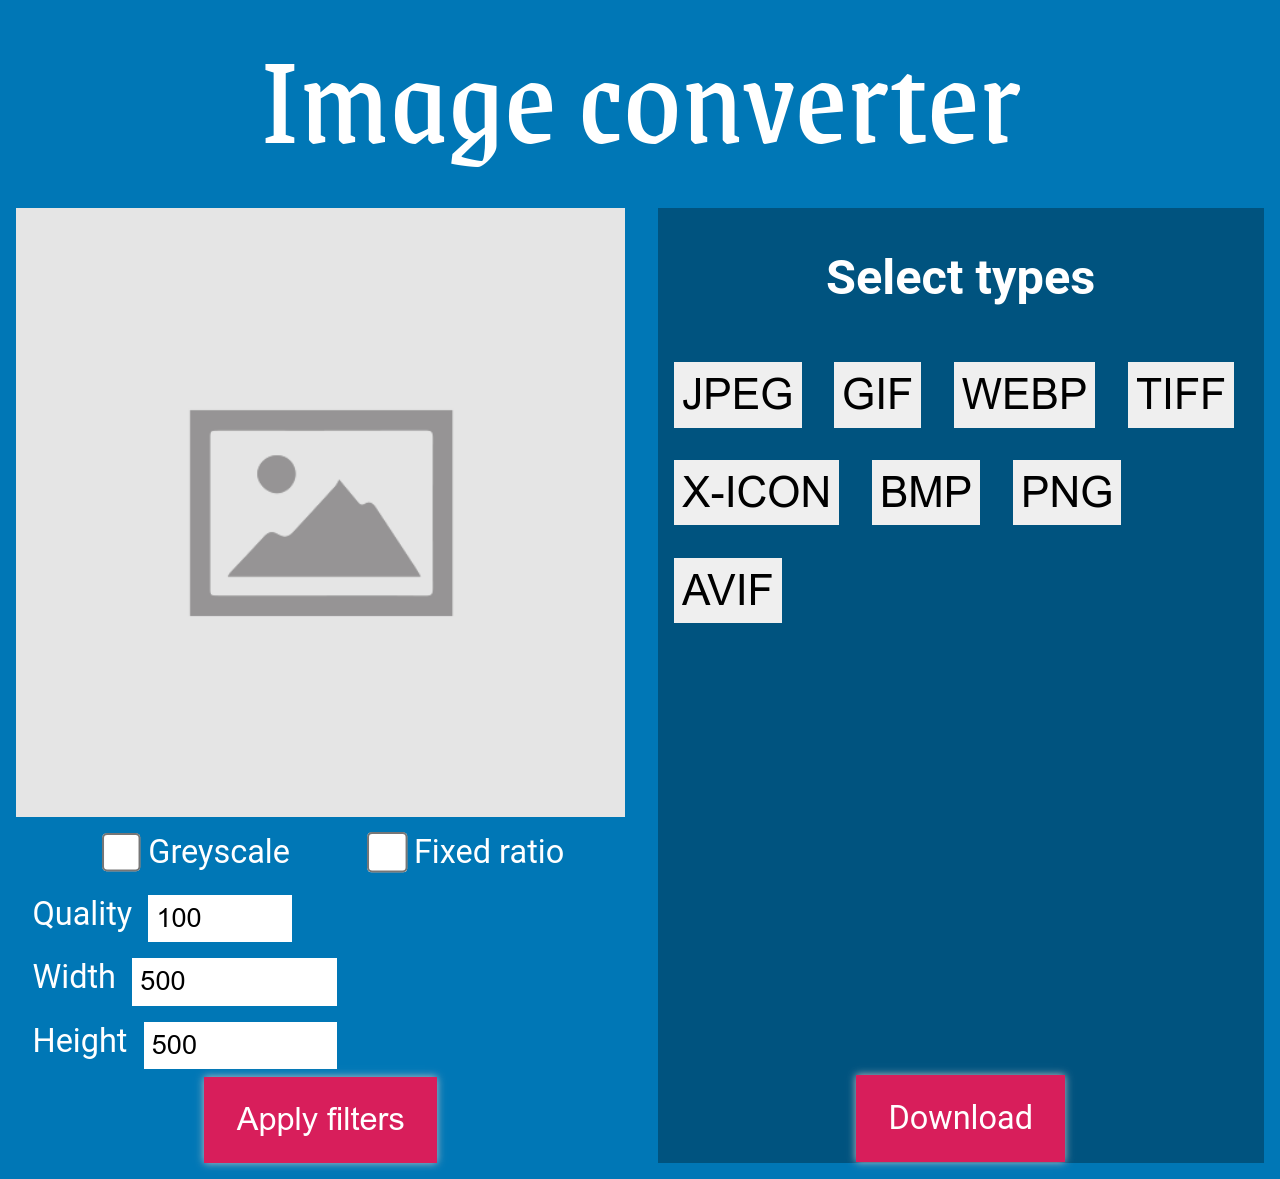 Image converter
Select types
JPEG GIF WEBP TIFF
X-ICON BMP PNG
AVIF
Greyscale Fixed ratio
Quality 100
Width 500
Height 500
Apply filters
Download